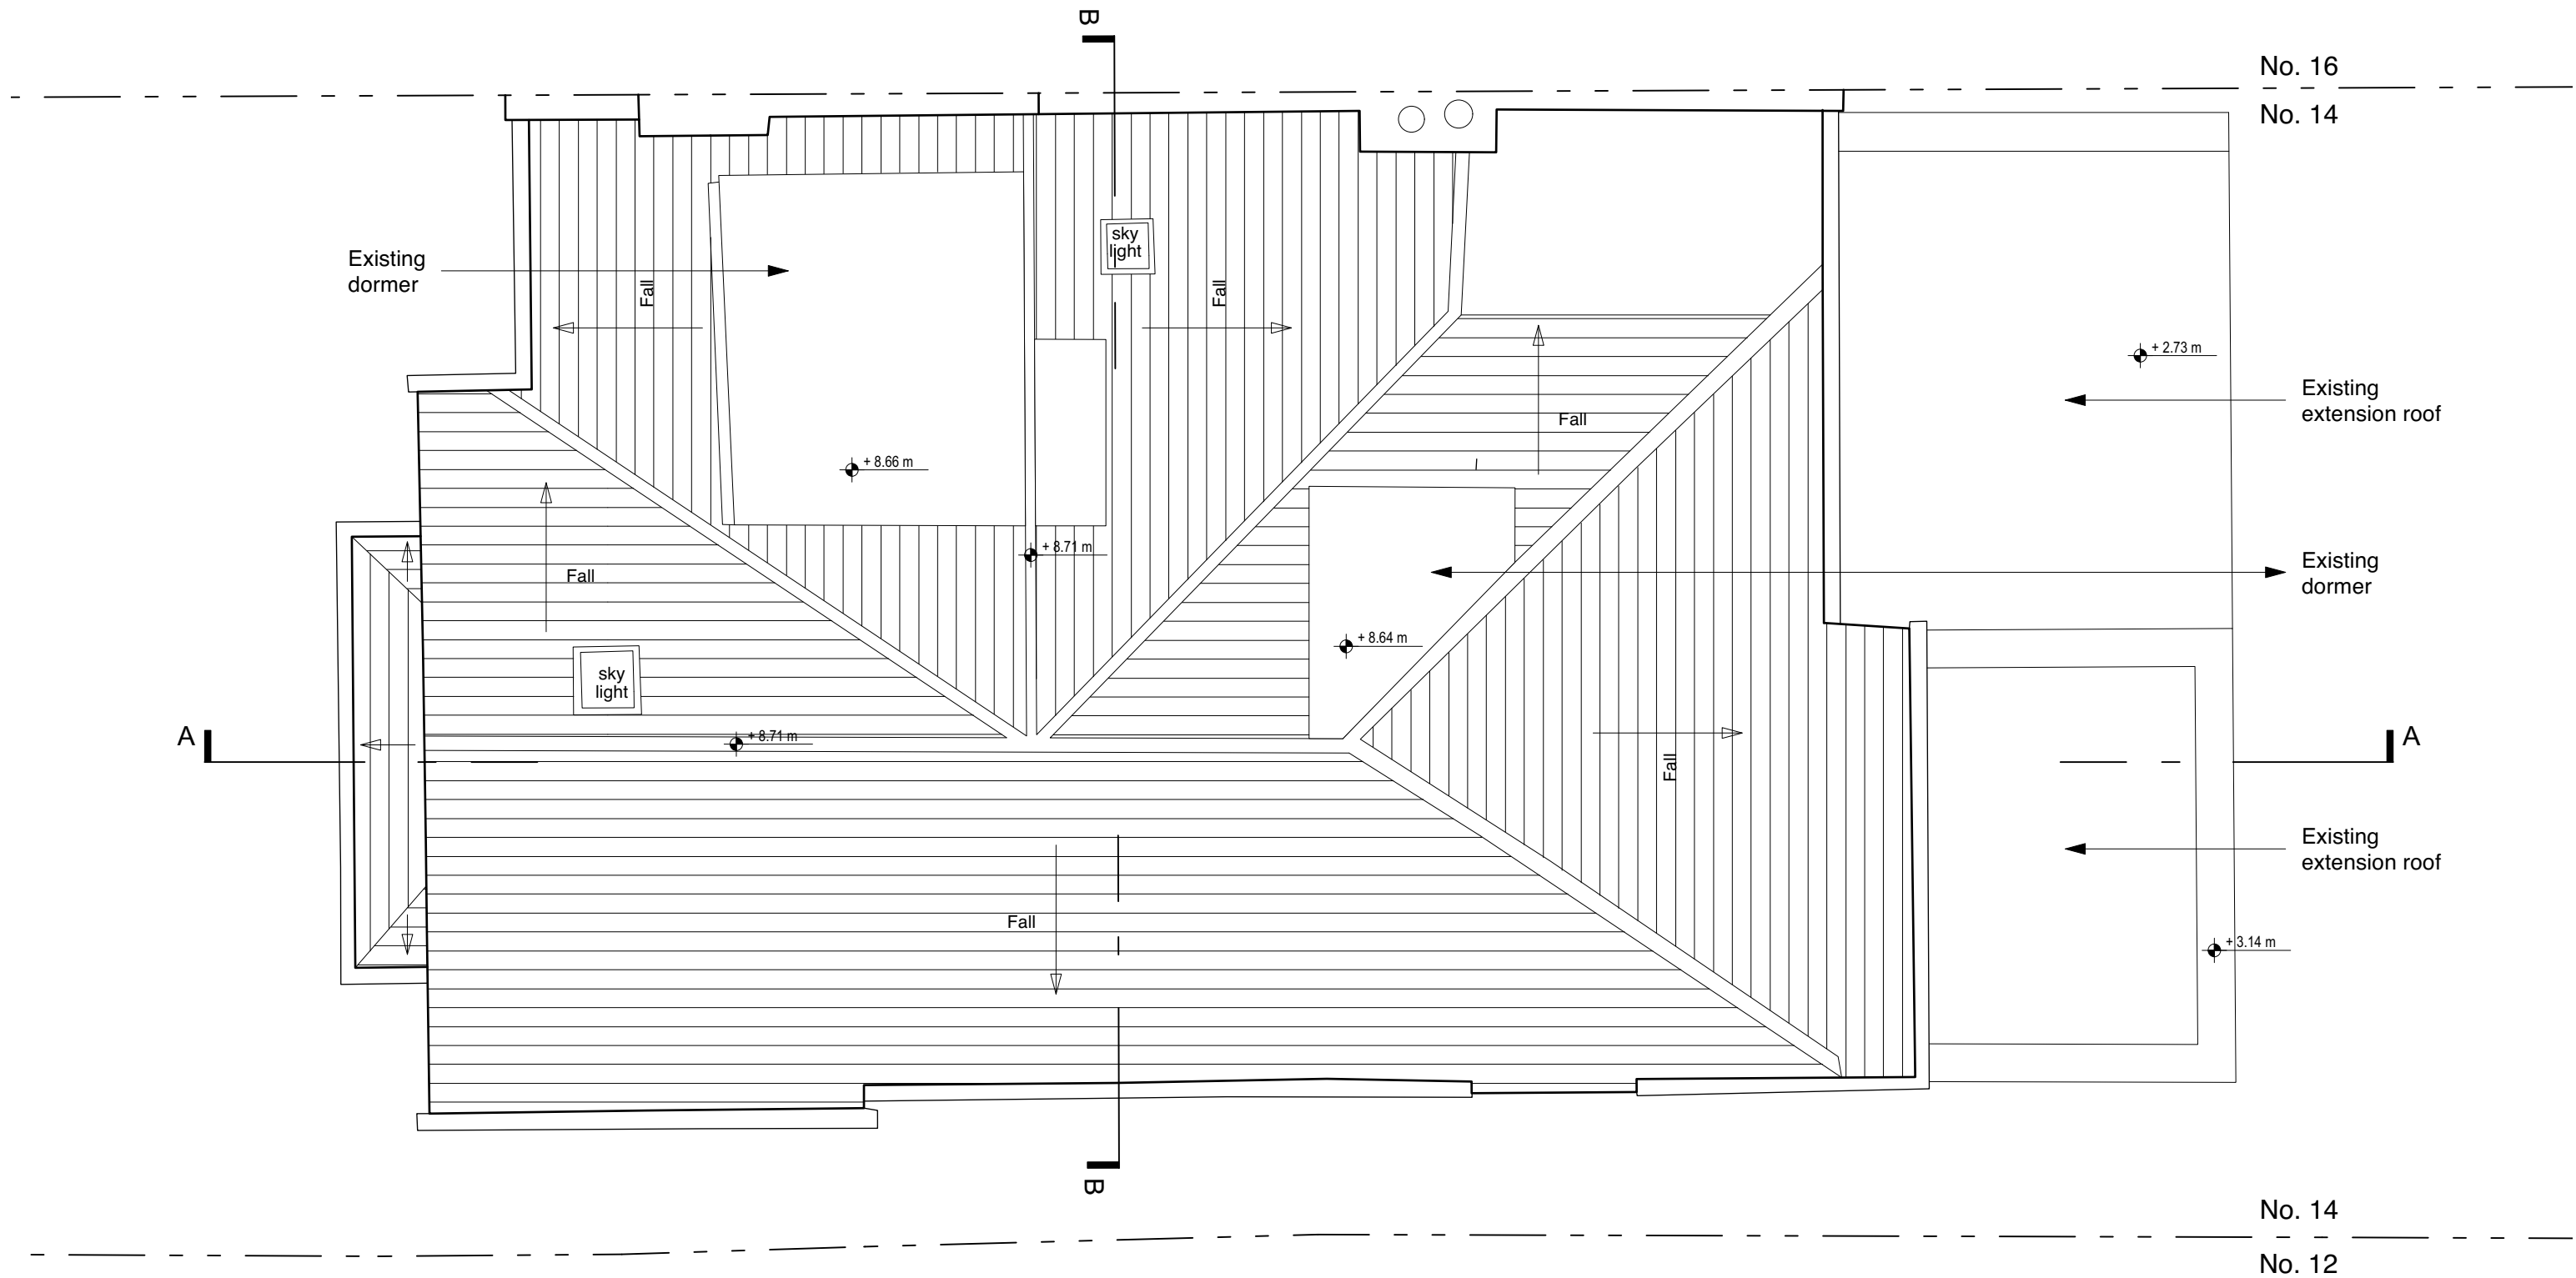 B
No. 16
No. 14
sky
light
Existing
dormer
Fall
Fall
+ 2.73 m
Existing
extension roof
Fall
+ 8.66 m
+ 8.71 m
Existing
dormer
Fall
+ 8.64 m
sky
light
A
+ 8.71 m
A
Fall
Existing
extension roof
Fall
+ 3.14 m
B
No. 14
No. 12